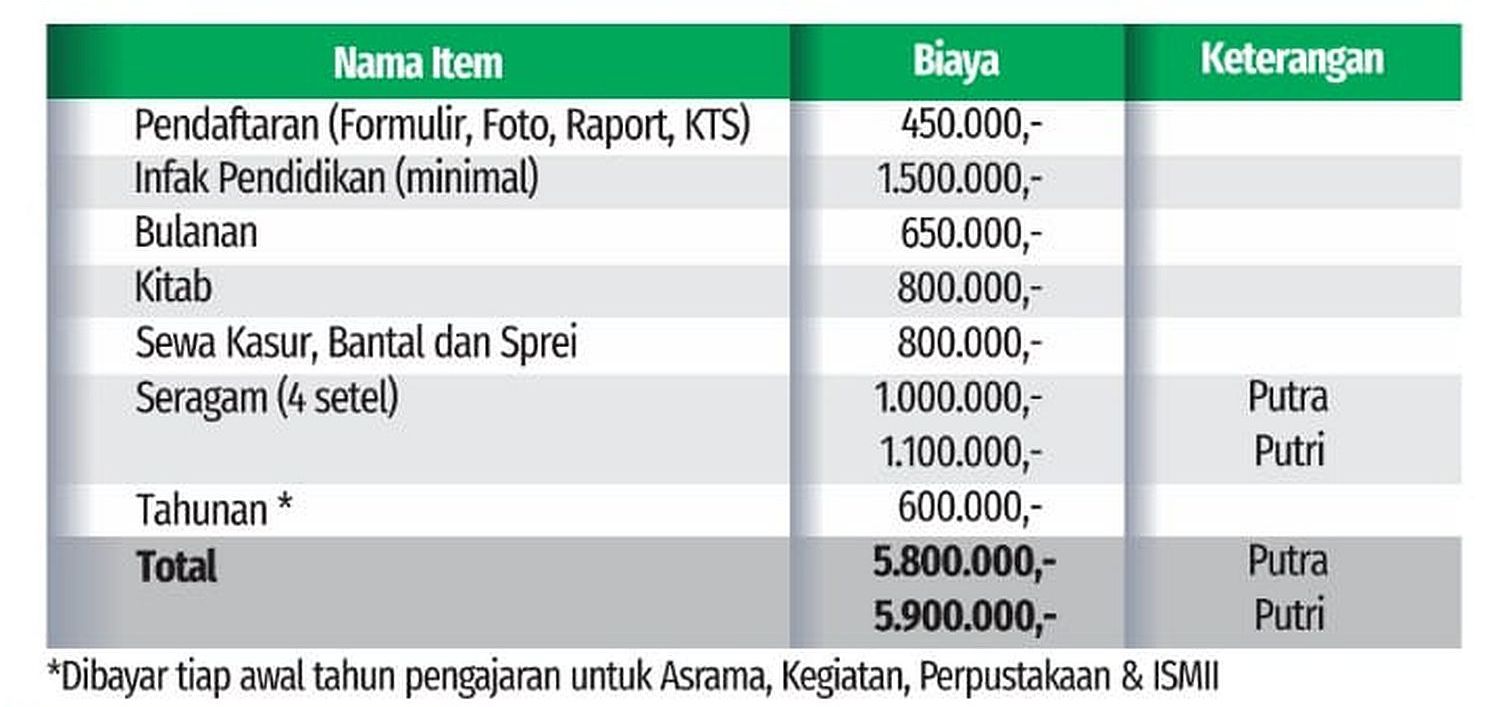 Nama Item Biaya Keterangan
Pendaftaran (Formulir, Foto, Raport, KTS) 450.000,-
Infak Pendidikan (minimal) 1.500.000,-
Bulanan 650.000,-
Kitab 800.000,-
Sewa Kasur, Bantal dan Sprei 800.000,-
Seragam (4 setel) 1.000.000,- Putra
1.100.000,- Putri
Tahunan * 600.000,-
Total 5.800.000,- Putra
5.900.000,- Putri
*Dibayar tiap awal tahun pengajaran untuk Asrama, Kegiatan, Perpustakaan & ISMII